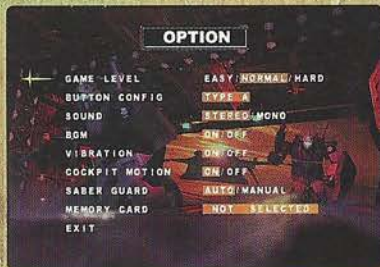 OPTION
GAME LEVEL EASY/NORMAL/HARD
BUTTON CONFIG TYPE A
SOUND STEREO/MONO
BGM ON/OFF
VIBRATION ON/OFF
COCKPIT MOTION ON/OFF
SABER GUARD AUTO/MANUAL
MEMORY CARD NOT SELECTED
EXIT